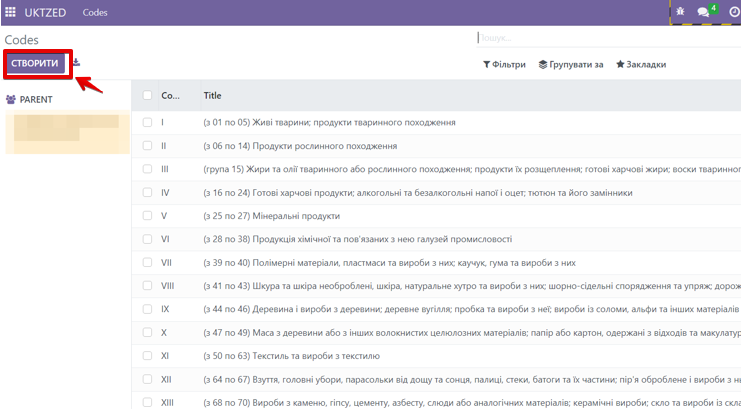 UKTZED Codes 4
Codes
Пошук...
СТВОРИТИ
Фільтри Групувати за Закладки
PARENT
Co... Title
I (з 01 по 05) Живі тварини; продукти тваринного походження
II (з 06 по 14) Продукти рослинного походження
III (група 15) Жири та олії тваринного або рослинного походження; продукти їх розщеплення; готові харчові жири; воски тваринног
IV (з 16 по 24) Готові харчові продукти; алкогольні та безалкогольні напої і оцет; тютюн та його замінники
V (з 25 по 27) Мінеральні продукти
VI (з 28 по 38) Продукція хімічної та пов'язаних з нею галузей промисловості
VII (з 39 по 40) Полімерні матеріали, пластмаси та вироби з них; каучук, гума та вироби з них
VIII (з 41 по 43) Шкура та шкіра необроблені, шкіра, натуральне хутро та вироби з них; шорно-сідельні спорядження та упряж; дорож
IX (з 44 по 46) Деревина і вироби з деревини; деревне вугілля; пробка та вироби з неї; вироби із соломи, альфи та інших матеріалів
X (з 47 по 49) Маса з деревини або з інших волокнистих целюлозних матеріалів; папір або картон, одержані з відходів та макулатур
XI (з 50 по 63) Текстиль та вироби з текстилю
XII (з 64 по 67) Взуття, головні убори, парасольки від дощу та сонця, палиці, стеки, батоги та їх частини; пір'я оброблене і вироби з
XIII (з 68 по 70) Вироби з каменю, гіпсу, цементу, азбесту, слюди або аналогічних матеріалів; керамічні вироби; скло та вироби із